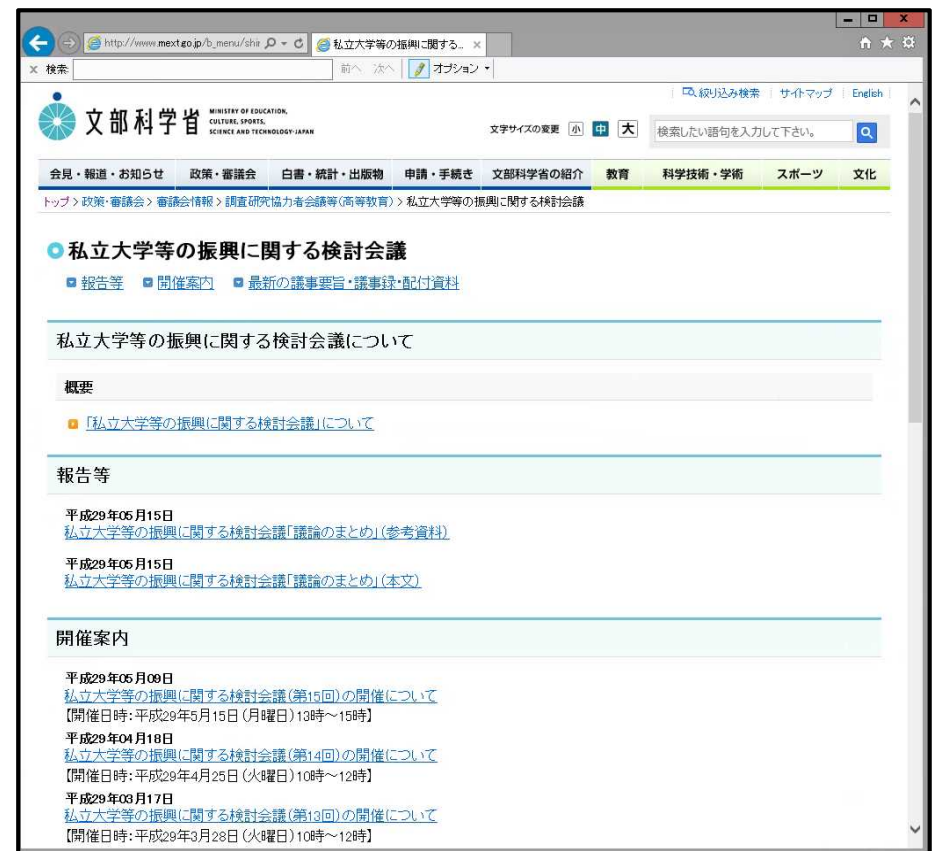 http://www.mext.go.jp/b_menu/shin
私立大学等の振興に関する...
× 検索: 前へ 次へ オプション
絞り込み検索 サイトマップ English
文部科学省 MINISTRY OF EDUCATION, CULTURE, SPORTS, SCIENCE AND TECHNOLOGY-JAPAN
文字サイズの変更 小 中 大 検索したい語句を入力して下さい。
会見・報道・お知らせ 政策・審議会 白書・統計・出版物 申請・手続き 文部科学省の紹介 教育 科学技術・学術 スポーツ 文化
トップ > 政策・審議会 > 審議会情報 > 調査研究協力者会議等(高等教育) > 私立大学等の振興に関する検討会議
私立大学等の振興に関する検討会議
報告等 開催案内 最新の議事要旨・議事録・配付資料
私立大学等の振興に関する検討会議について
概要
「私立大学等の振興に関する検討会議」について
報告等
平成29年05月15日
私立大学等の振興に関する検討会議「議論のまとめ」(参考資料)
平成29年05月15日
私立大学等の振興に関する検討会議「議論のまとめ」(本文)
開催案内
平成29年05月09日
私立大学等の振興に関する検討会議(第15回)の開催について
【開催日時:平成29年5月15日(月曜日)13時~15時】
平成29年04月18日
私立大学等の振興に関する検討会議(第14回)の開催について
【開催日時:平成29年4月25日(火曜日)10時~12時】
平成29年03月17日
私立大学等の振興に関する検討会議(第13回)の開催について
【開催日時:平成29年3月28日(火曜日)10時~12時】